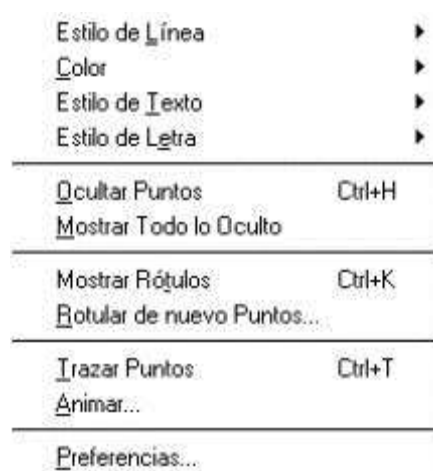 Estilo de Línea
Color
Estilo de Texto
Estilo de Letra
Ocultar Puntos Ctrl+H
Mostrar Todo lo Oculto
Mostrar Rótulos Ctrl+K
Rotular de nuevo Puntos...
Trazar Puntos Ctrl+T
Animar...
Preferencias...